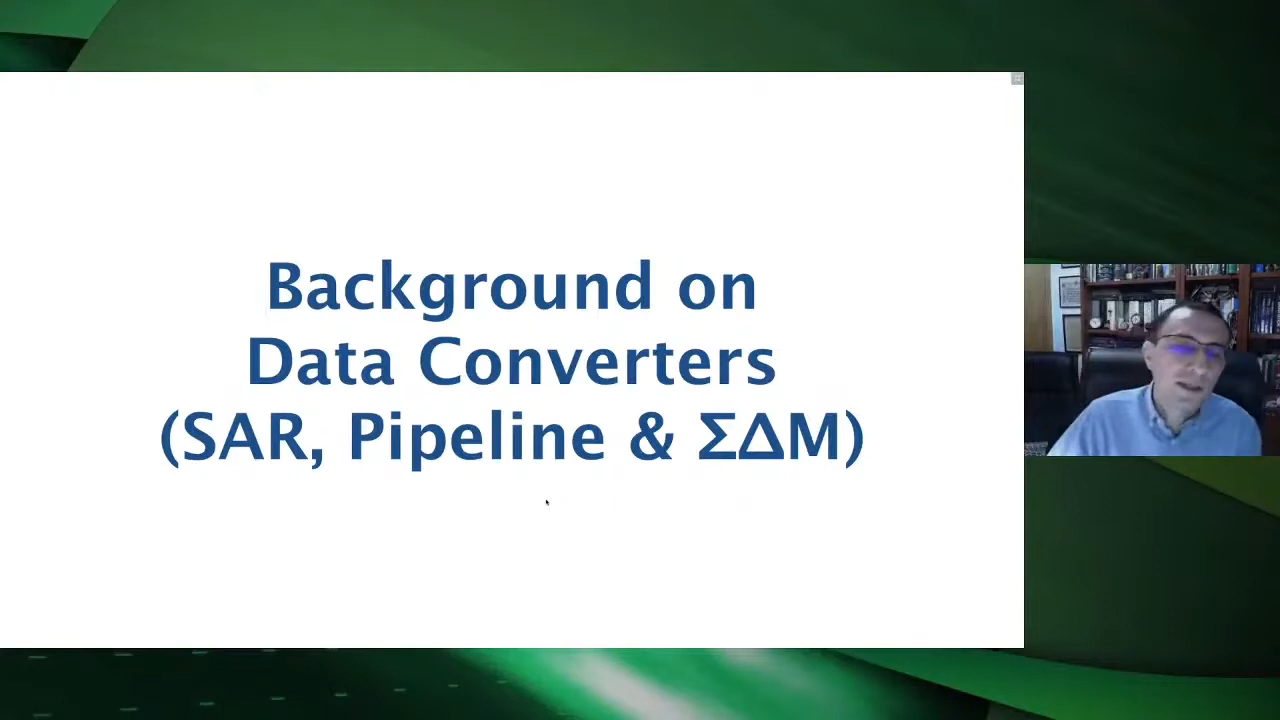 Background on
Data Converters
(SAR, Pipeline & ΣΔM)